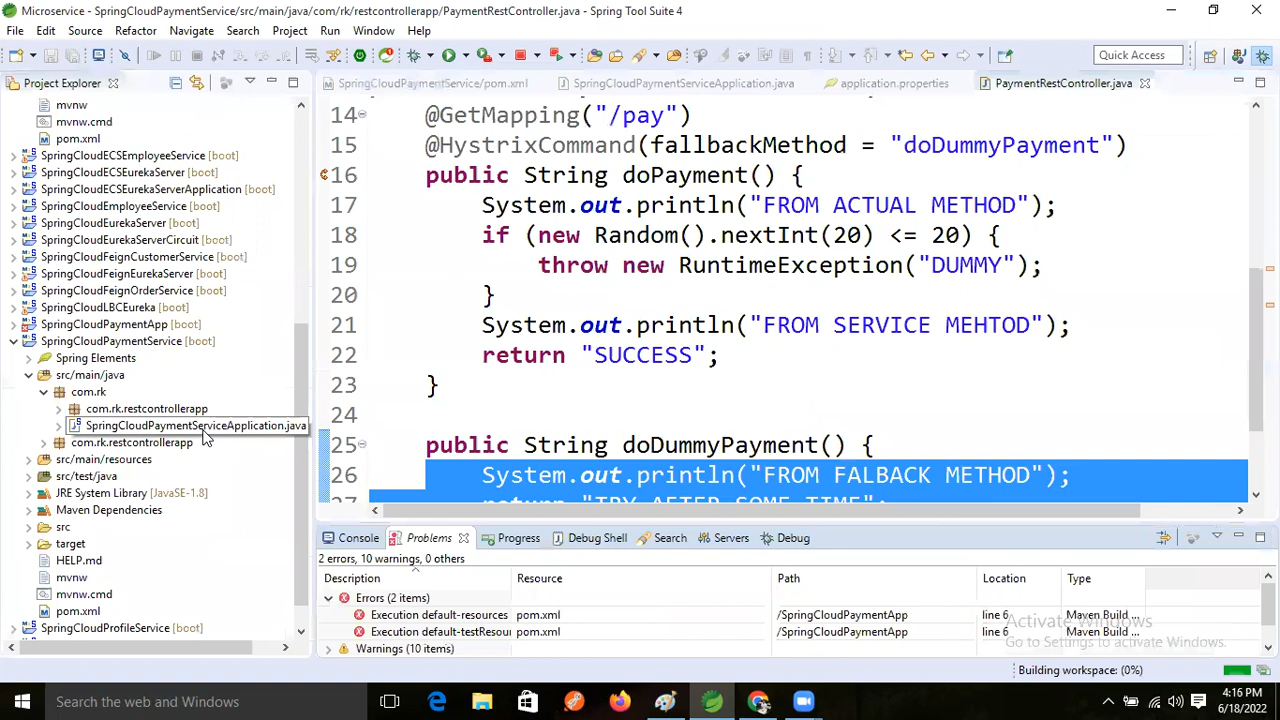 Microservice - SpringCloudPaymentService/src/main/java/com/rk/restcontrollerapp/PaymentRestController.java - Spring Tool Suite 4
File Edit Source Refactor Navigate Search Project Run Window Help
Quick Access
Project Explorer
SpringCloudPaymentService/pom.xml
SpringCloudPaymentServiceApplication.java
application.properties
PaymentRestController.java
mvnw
mvnw.cmd
pom.xml
SpringCloudECSEmployeeService [boot]
SpringCloudECSEurekaServer [boot]
SpringCloudECSEurekaServerApplication [boot]
SpringCloudEmployeeService [boot]
SpringCloudEurekaServer [boot]
SpringCloudEurekaServerCircuit [boot]
SpringCloudFeignCustomerService [boot]
SpringCloudFeignEurekaServer [boot]
SpringCloudFeignOrderService [boot]
SpringCloudLBCEureka [boot]
SpringCloudPaymentApp [boot]
SpringCloudPaymentService [boot]
Spring Elements
src/main/java
com.rk
com.rk.restcontrollerapp
SpringCloudPaymentServiceApplication.java
com.rk.restcontrollerapp
src/main/resources
src/test/java
JRE System Library [JavaSE-1.8]
Maven Dependencies
src
target
HELP.md
mvnw
mvnw.cmd
pom.xml
SpringCloudProfileService [boot]
14 @GetMapping("/pay")
15 @HystrixCommand(fallbackMethod = "doDummyPayment")
16 public String doPayment() {
17 System.out.println("FROM ACTUAL METHOD");
18 if (new Random().nextInt(20) <= 20) {
19 throw new RuntimeException("DUMMY");
20 }
21 System.out.println("FROM SERVICE MEHTOD");
22 return "SUCCESS";
23 }
24
25 public String doDummyPayment() {
26 System.out.println("FROM FALBACK METHOD");
27 return "TRY AFTER SOME TIME";
Console Problems Progress Debug Shell Search Servers Debug
2 errors, 10 warnings, 0 others
Description Resource Path Location Type
Errors (2 items)
Execution default-resources pom.xml /SpringCloudPaymentApp line 6 Maven Build ...
Execution default-testResou pom.xml /SpringCloudPaymentApp line 6 Maven Build ...
Warnings (10 items)
Activate Windows
Go to Settings to activate Windows.
Building workspace: (0%)
Search the web and Windows
4:16 PM
6/18/2022